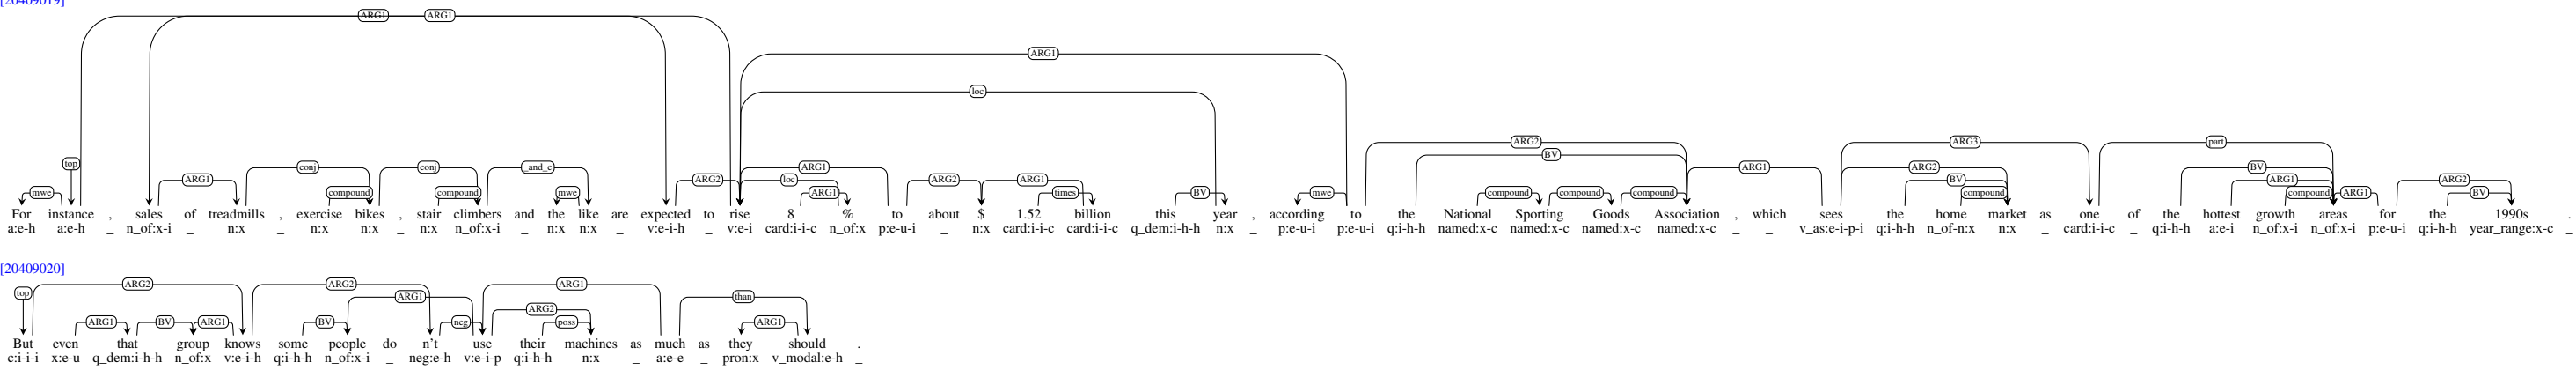 [20409019]
ARG1 ARG1
ARG1
loc
ARG2 ARG3 part
top BV
conj conj _and_c ARG1 ARG1 ARG2 BV
ARG1 ARG2 loc ARG2 ARG1 BV ARG1 ARG2
mwe compound compound mwe ARG1 times BV mwe compound compound compound compound compound ARG1 BV
For instance , sales of treadmills , exercise bikes , stair climbers and the like are expected to rise 8 % to about $ 1.52 billion this year , according to the National Sporting Goods Association , which sees the home market as one of the hottest growth areas for the 1990s .
a:e-h a:e-h _ n_of:x-i _ n:x _ n:x n:x _ n:x n_of:x-i _ n:x n:x _ v:e-i-h _ v:e-i card:i-i-c n_of:x p:e-u-i _ n:x card:i-i-c card:i-i-c q_dem:i-h-h n:x _ p:e-u-i p:e-u-i q:i-h-h named:x-c named:x-c named:x-c named:x-c _ _ v_as:e-i-p-i q:i-h-h n_of-n:x n:x _ card:i-i-c _ q:i-h-h a:e-i n_of:x-i n_of:x-i p:e-u-i q:i-h-h year_range:x-c _
[20409020]
ARG2 ARG2 ARG1
top ARG1 than
ARG2
ARG1 BV ARG1 BV neg poss ARG1
But even that group knows some people do n't use their machines as much as they should .
c:i-i-i x:e-u q_dem:i-h-h n_of:x v:e-i-h q:i-h-h n_of:x-i _ neg:e-h v:e-i-p q:i-h-h n:x _ a:e-e _ pron:x v_modal:e-h _